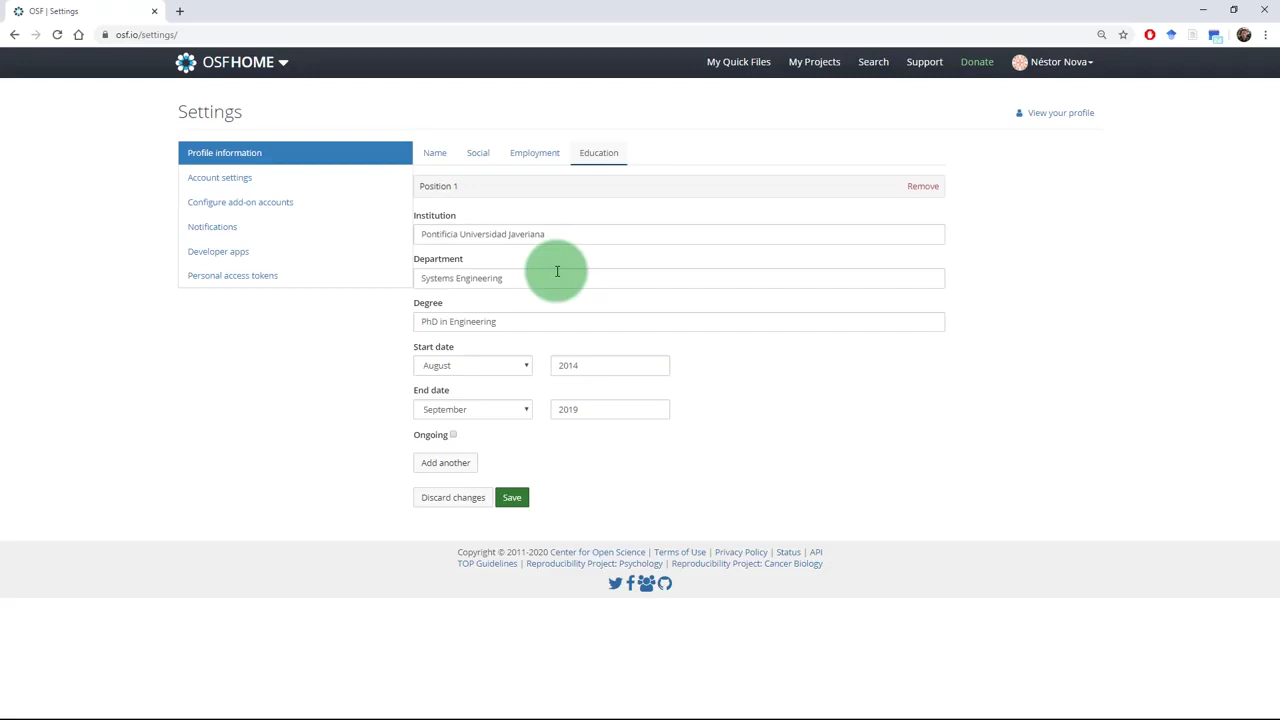 OSF | Settings
osf.io/settings/
OSFHOME
My Quick Files My Projects Search Support Donate Néstor Nova
Settings
View your profile
Profile information
Account settings
Configure add-on accounts
Notifications
Developer apps
Personal access tokens
Name Social Employment Education
Position 1 Remove
Institution
Pontificia Universidad Javeriana
Department
Systems Engineering
Degree
PhD in Engineering
Start date
August 2014
End date
September 2019
Ongoing
Add another
Discard changes Save
Copyright © 2011-2020 Center for Open Science | Terms of Use | Privacy Policy | Status | API
TOP Guidelines | Reproducibility Project: Psychology | Reproducibility Project: Cancer Biology